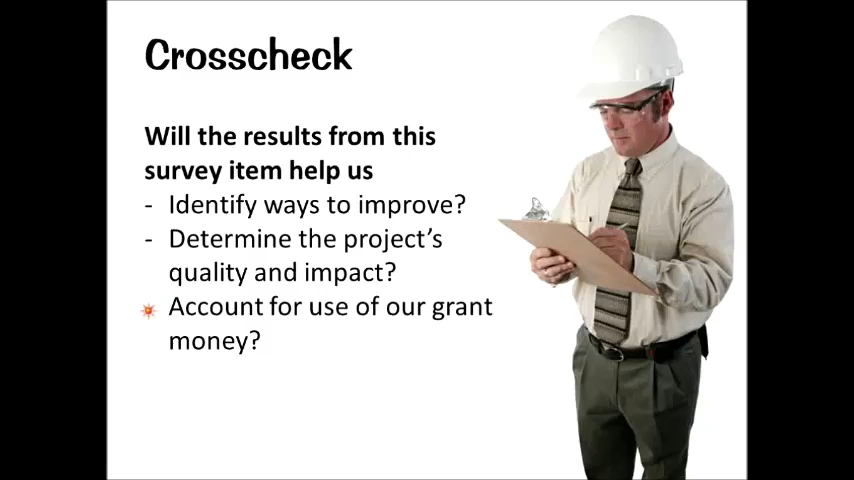 Crosscheck
Will the results from this
survey item help us
- Identify ways to improve?
- Determine the project's
quality and impact?
Account for use of our grant
money?